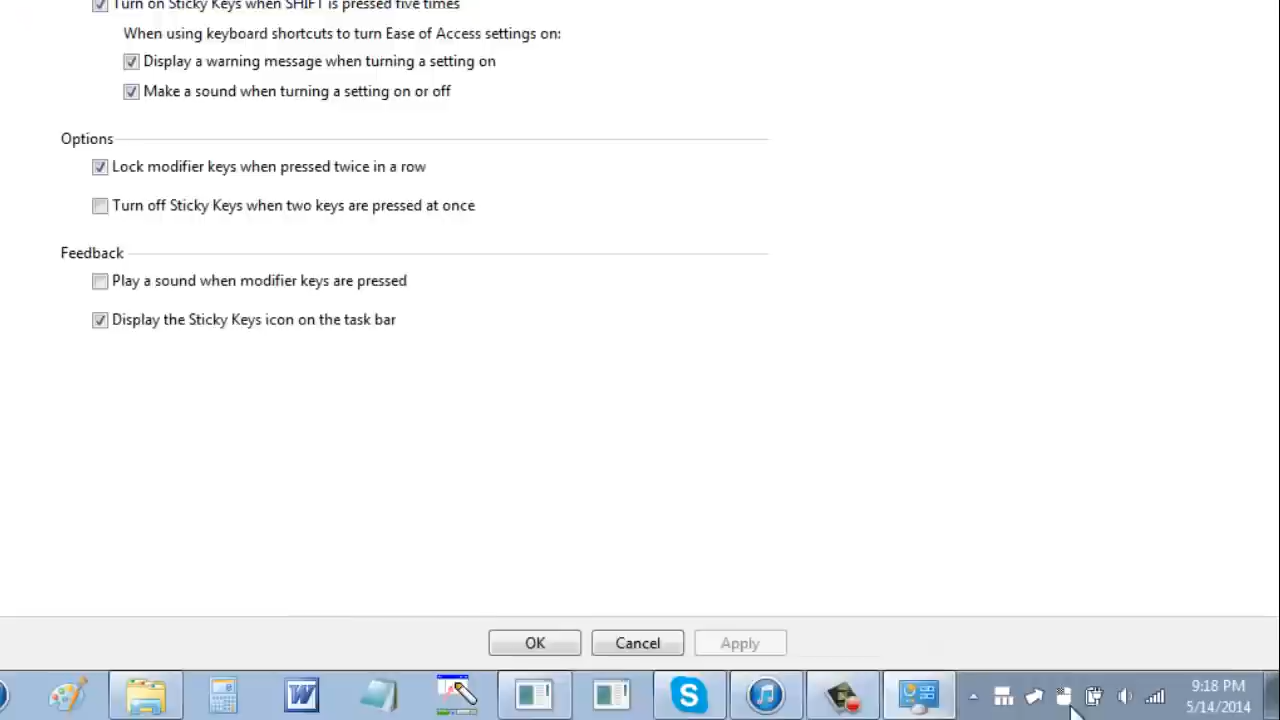 Turn on Sticky Keys when SHIFT is pressed five times
When using keyboard shortcuts to turn Ease of Access settings on:
Display a warning message when turning a setting on
Make a sound when turning a setting on or off
Options
Lock modifier keys when pressed twice in a row
Turn off Sticky Keys when two keys are pressed at once
Feedback
Play a sound when modifier keys are pressed
Display the Sticky Keys icon on the task bar
OK Cancel Apply
W S 9:18 PM
5/14/2014